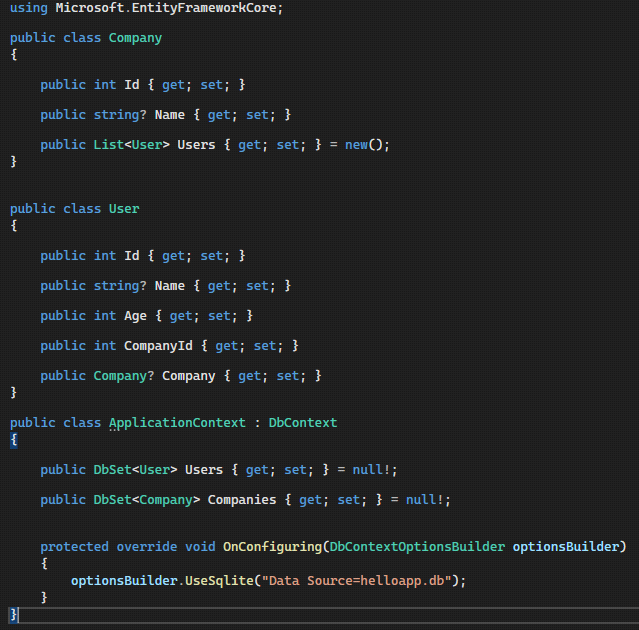 using Microsoft.EntityFrameworkCore;
public class Company
{
public int Id { get; set; }
public string? Name { get; set; }
public List<User> Users { get; set; } = new();
}
public class User
{
public int Id { get; set; }
public string? Name { get; set; }
public int Age { get; set; }
public int CompanyId { get; set; }
public Company? Company { get; set; }
}
public class ApplicationContext : DbContext
{
public DbSet<User> Users { get; set; } = null!;
public DbSet<Company> Companies { get; set; } = null!;
protected override void OnConfiguring(DbContextOptionsBuilder optionsBuilder)
{
optionsBuilder.UseSqlite("Data Source=helloapp.db");
}
}